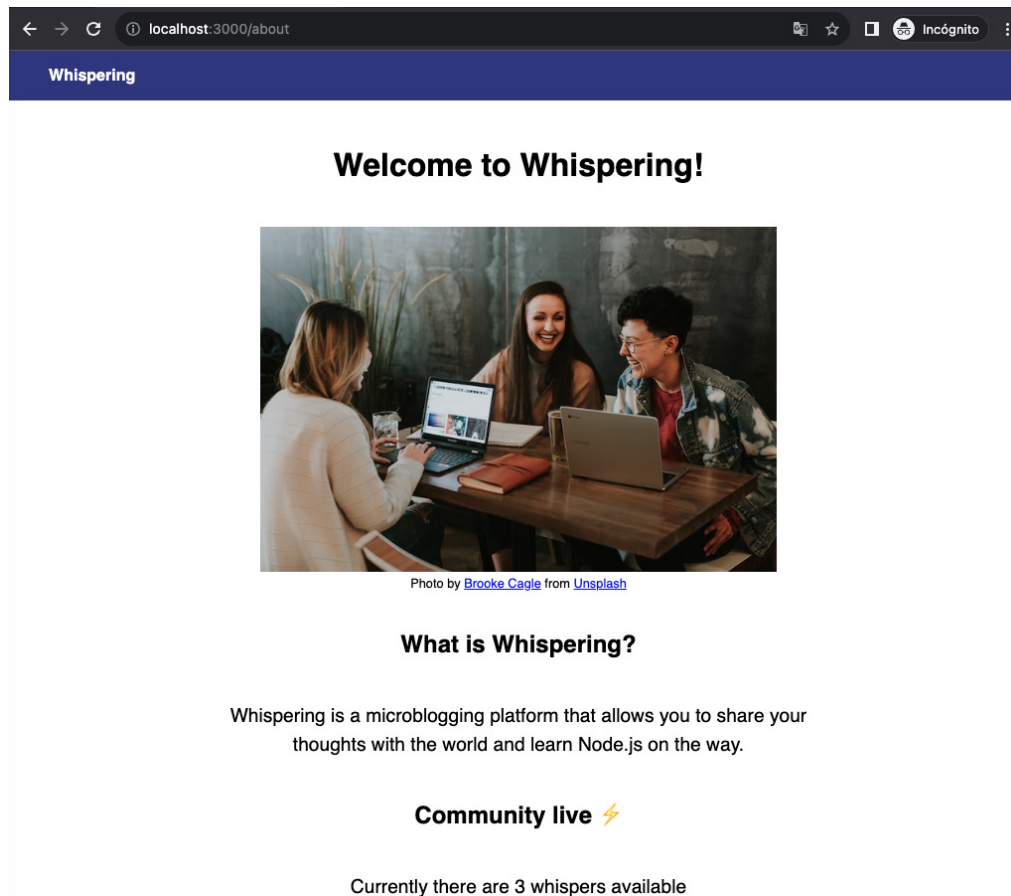 localhost:3000/about
Incógnito
Whispering
Welcome to Whispering!
Photo by Brooke Cagle from Unsplash
What is Whispering?
Whispering is a microblogging platform that allows you to share your
thoughts with the world and learn Node.js on the way.
Community live ⚡
Currently there are 3 whispers available